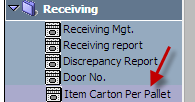 Receiving
Receiving Mgt.
Receiving report
Discrepancy Report
Door No.
Item Carton Per Pallet